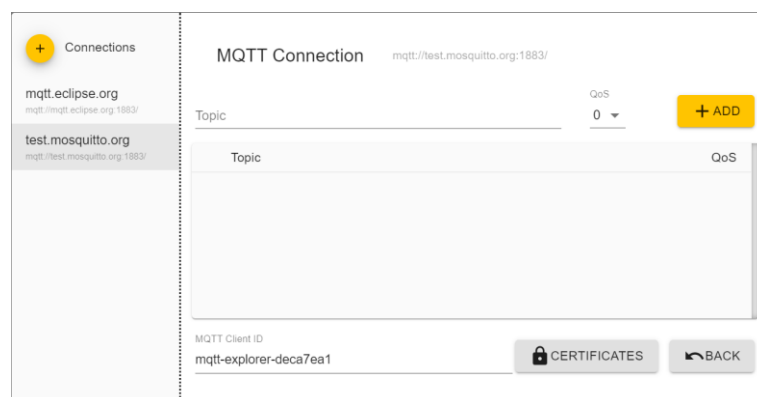 + Connections
mqtt.eclipse.org
mqtt://mqtt.eclipse.org:1883/
test.mosquitto.org
mqtt://test.mosquitto.org:1883/
MQTT Connection mqtt://test.mosquitto.org:1883/
QoS
Topic 0 + ADD
Topic QoS
MQTT Client ID
mqtt-explorer-deca7ea1 CERTIFICATES BACK